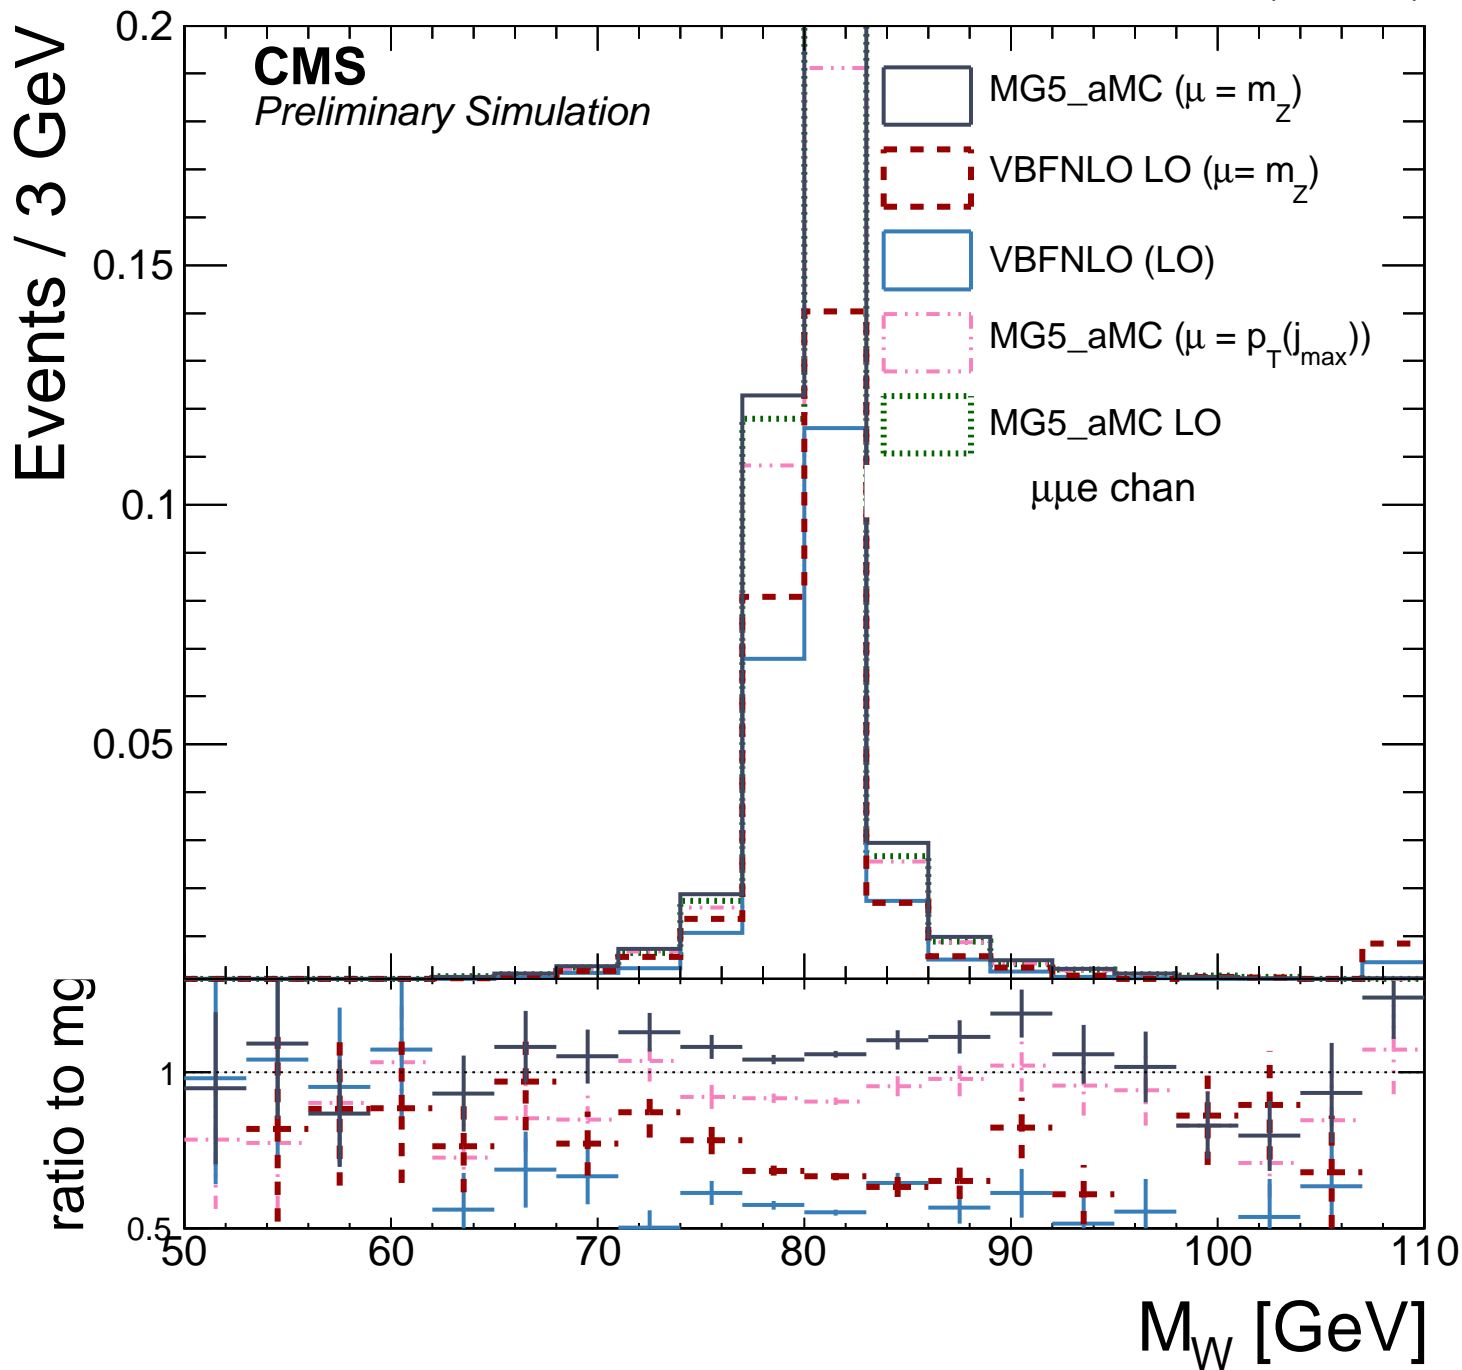 CMS
Preliminary Simulation
MG5_aMC (μ = m_Z)
VBFNLO LO (μ= m_Z)
VBFNLO (LO)
MG5_aMC (μ = p_T(j_max))
MG5_aMC LO
μμe chan
Events / 3 GeV
0.2
0.15
0.1
0.05
ratio to mg
1
0.5
50 60 70 80 90 100 110
M_W [GeV]